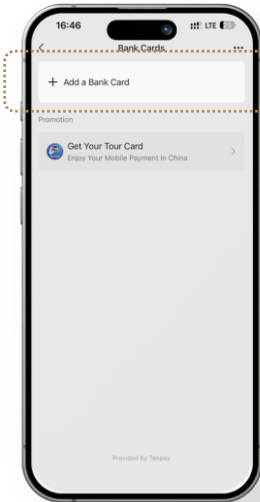 16:46
LTE
Bank Cards
+ Add a Bank Card
Promotion
Get Your Tour Card
Enjoy Your Mobile Payment in China
Provided by Tenpay